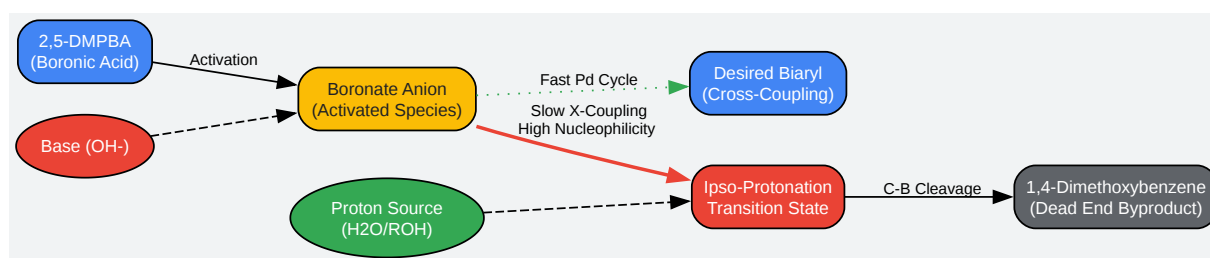 2,5-DMPBA
(Boronic Acid)
Activation
Base (OH-)
Boronate Anion
(Activated Species)
Fast Pd Cycle
Slow X-Coupling
High Nucleophilicity
Desired Biaryl
(Cross-Coupling)
Proton Source
(H2O/ROH)
Ipso-Protonation
Transition State
C-B Cleavage
1,4-Dimethoxybenzene
(Dead End Byproduct)